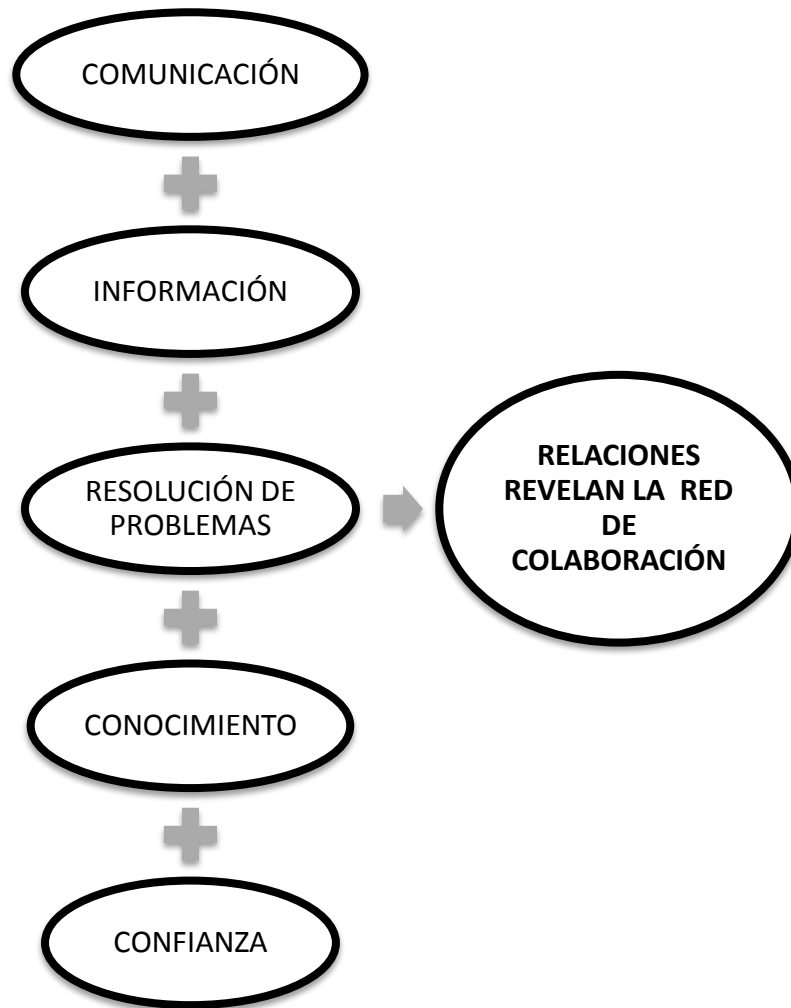 COMUNICACIÓN
INFORMACIÓN
RESOLUCIÓN DE
PROBLEMAS
CONOCIMIENTO
CONFIANZA
RELACIONES
REVELAN LA RED
DE
COLABORACIÓN